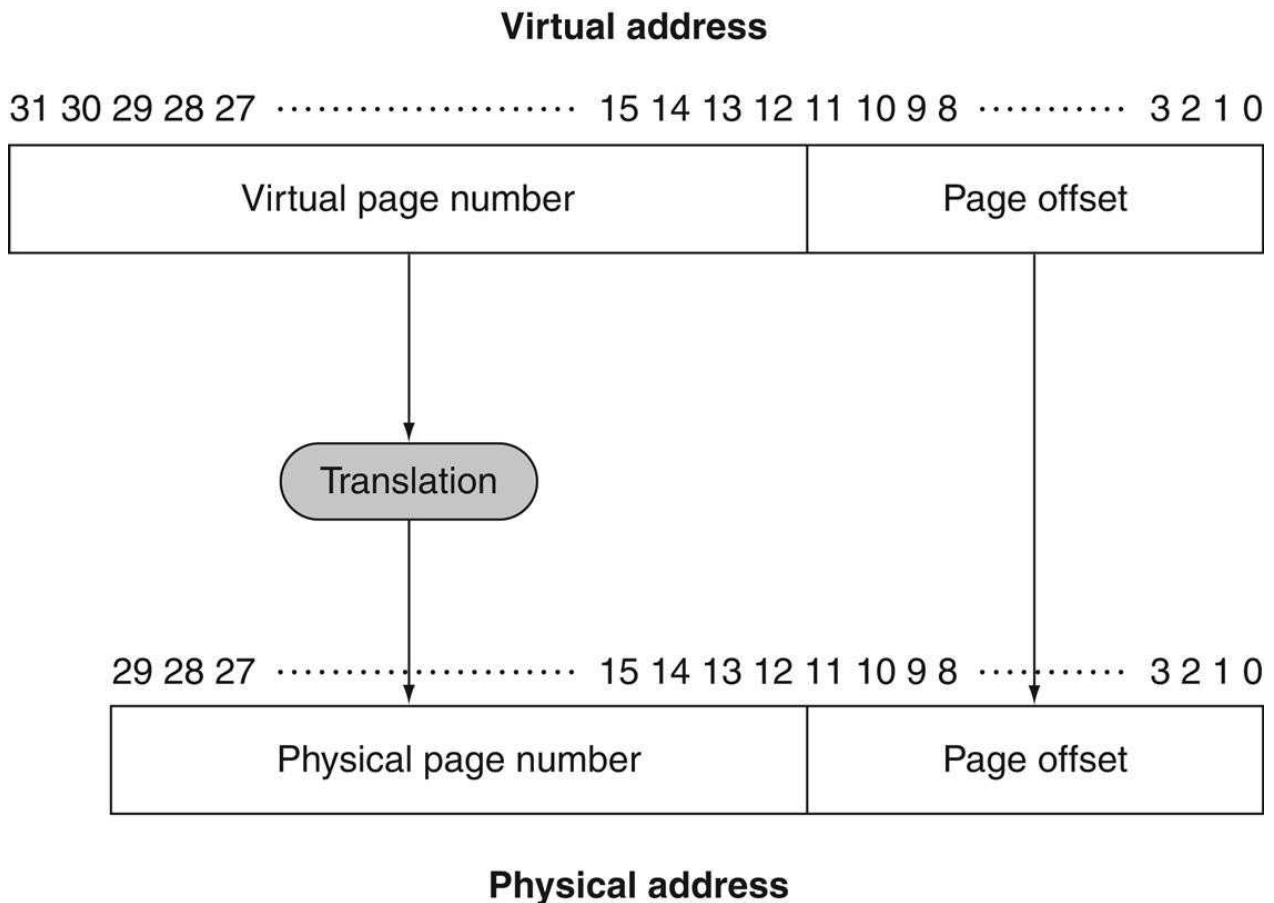 Virtual address
31 30 29 28 27 ······················ 15 14 13 12 11 10 9 8 ··········· 3 2 1 0
Virtual page number Page offset
Translation
29 28 27 ······················ 15 14 13 12 11 10 9 8 ··········· 3 2 1 0
Physical page number Page offset
Physical address